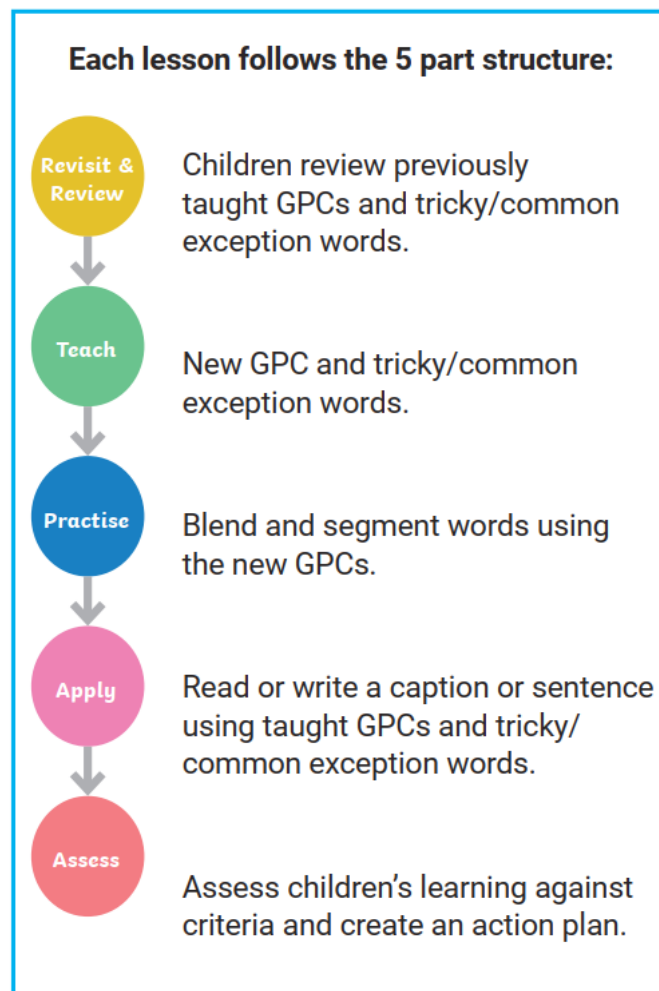 Each lesson follows the 5 part structure:
Revisit &
Review
Children review previously
taught GPCs and tricky/common
exception words.
Teach
New GPC and tricky/common
exception words.
Practise
Blend and segment words using
the new GPCs.
Apply
Read or write a caption or sentence
using taught GPCs and tricky/
common exception words.
Assess
Assess children’s learning against
criteria and create an action plan.